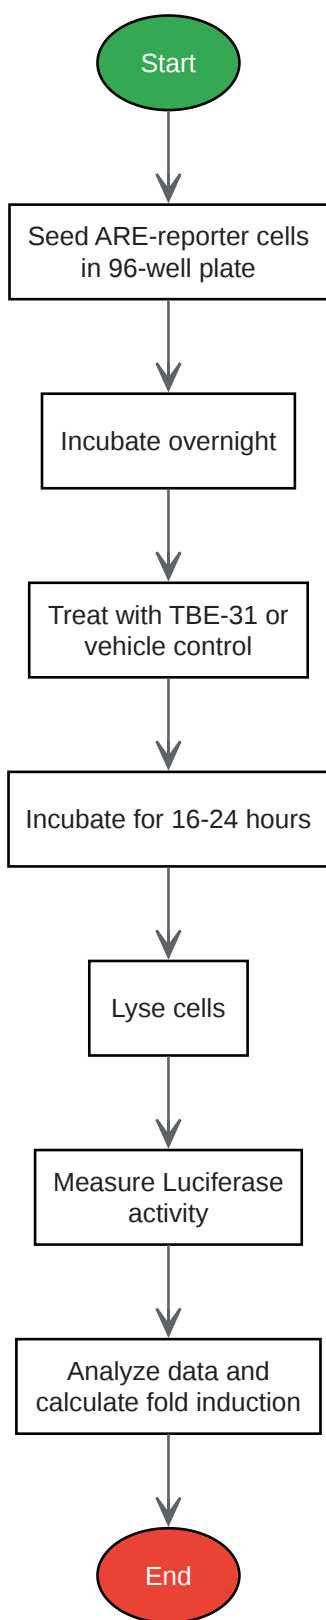 Start
Seed ARE-reporter cells
in 96-well plate
Incubate overnight
Treat with TBE-31 or
vehicle control
Incubate for 16-24 hours
Lyse cells
Measure Luciferase
activity
Analyze data and
calculate fold induction
End